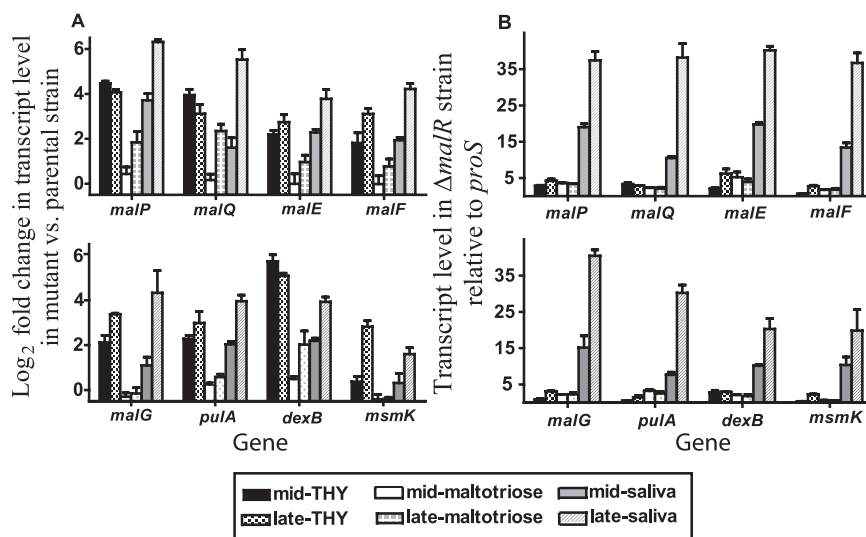 A
B
Log2 fold change in transcript level
in mutant vs. parental strain
6
4
2
0
malP malQ malE malF
6
4
2
0
malG pulA dexB msmK
Gene
Transcript level in ΔmalR strain
relative to proS
35
25
15
5
malP malQ malE malF
35
25
15
5
malG pulA dexB msmK
Gene
mid-THY mid-maltotriose mid-saliva
late-THY late-maltotriose late-saliva